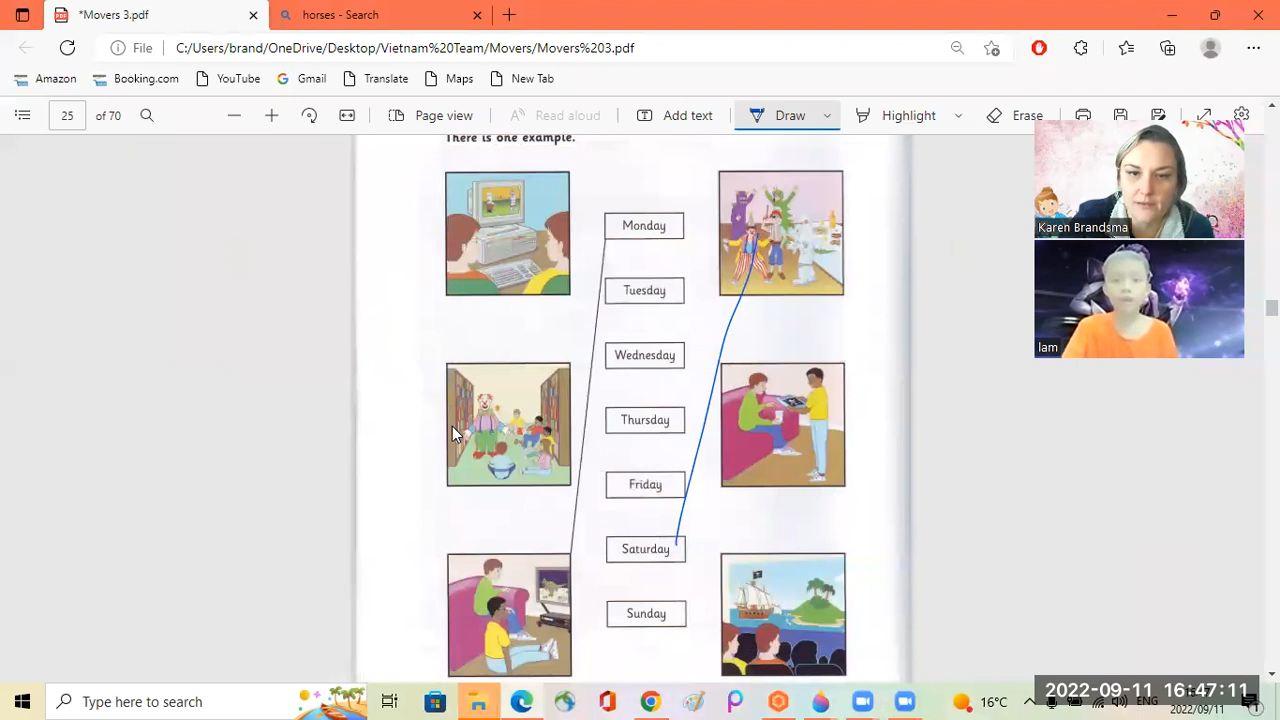 *Movers 3.pdf
horses - Search
File
C:/Users/brand/OneDrive/Desktop/Vietnam%20Team/Movers/Movers%203.pdf
Amazon
Booking.com
YouTube
Gmail
Translate
Maps
New Tab
25 of 70
Page view
Read aloud
Add text
Draw
Highlight
Erase
There is one example.
Monday
Tuesday
Wednesday
Thursday
Friday
Saturday
Sunday
Karen Brandsma
lam
Type here to search
16°C
ENG
2022-09-11 16:47:11
2022/09/11